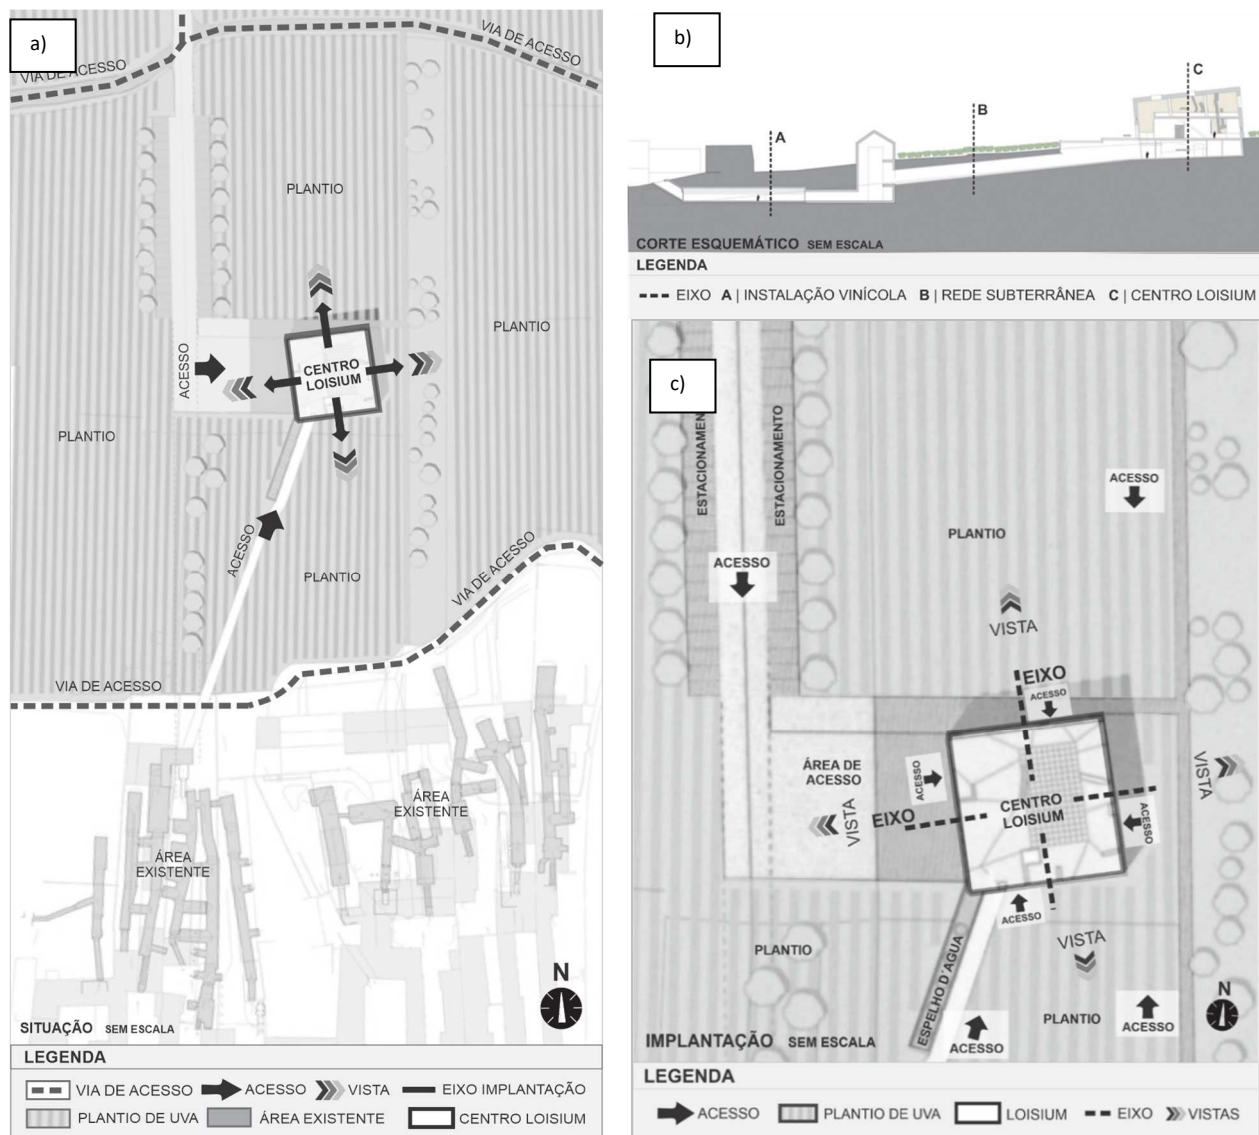 a)
VIA DE ACESSO
VIA DE ACESSO
PLANTIO
PLANTIO
ACESSO
CENTRO
LOISIUM
PLANTIO
ACESSO
PLANTIO
VIA DE ACESSO
VIA DE ACESSO
ÁREA
EXISTENTE
ÁREA
EXISTENTE
N
SITUAÇÃO SEM ESCALA
LEGENDA
VIA DE ACESSO ACESSO VISTA EIXO IMPLANTAÇÃO
PLANTIO DE UVA ÁREA EXISTENTE CENTRO LOISIUM
b)
A
B
C
CORTE ESQUEMÁTICO SEM ESCALA
LEGENDA
EIXO A | INSTALAÇÃO VINÍCOLA B | REDE SUBTERRÂNEA C | CENTRO LOISIUM
c)
ESTACIONAMEN
ESTACIONAMENTO
ACESSO
PLANTIO
ACESSO
VISTA
EIXO
ACESSO
ÁREA DE
ACESSO
ACESSO
VISTA
EIXO
CENTRO
LOISIUM
VISTA
ACESSO
ACESSO
PLANTIO
ESPELHO D'AGUA
VISTA
PLANTIO
ACESSO
ACESSO
N
IMPLANTAÇÃO SEM ESCALA
LEGENDA
ACESSO PLANTIO DE UVA LOISIUM EIXO VISTAS